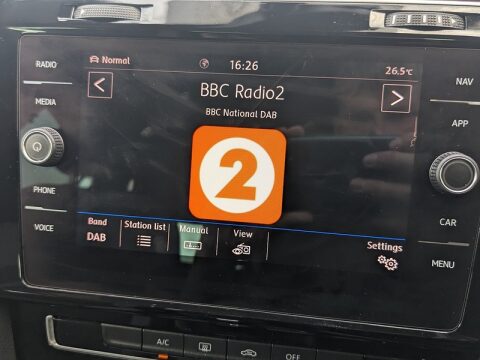 RADIO
MEDIA
PHONE
VOICE
Normal
16:26
26,5°C
BBC Radio2
BBC National DAB
2
Band
DAB
Station list
Manual
View
Settings
NAV
APP
CAR
MENU
A/C
OFF